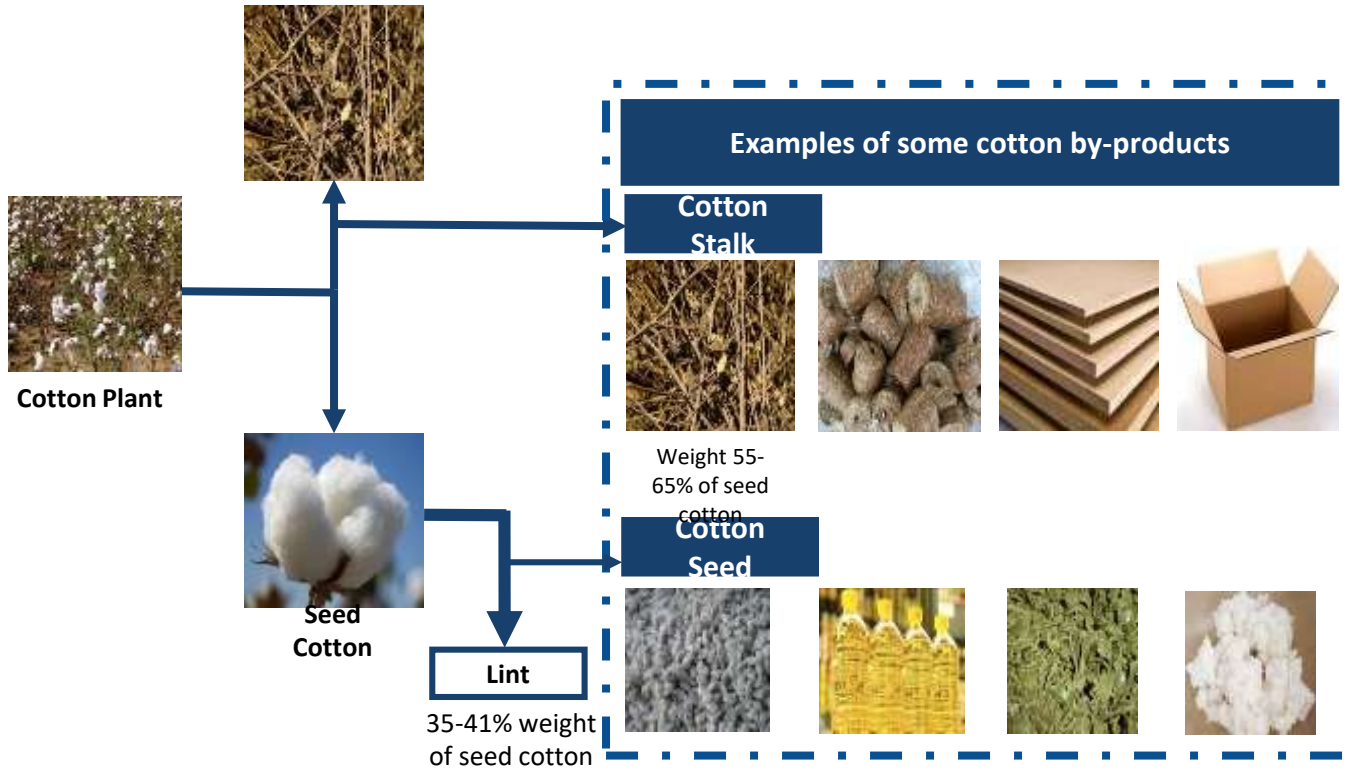 Examples of some cotton by-products
Cotton
Stalk
Cotton Plant
Weight 55-
65% of seed
cotton
Cotton
Seed
Seed
Cotton
Lint
35-41% weight
of seed cotton